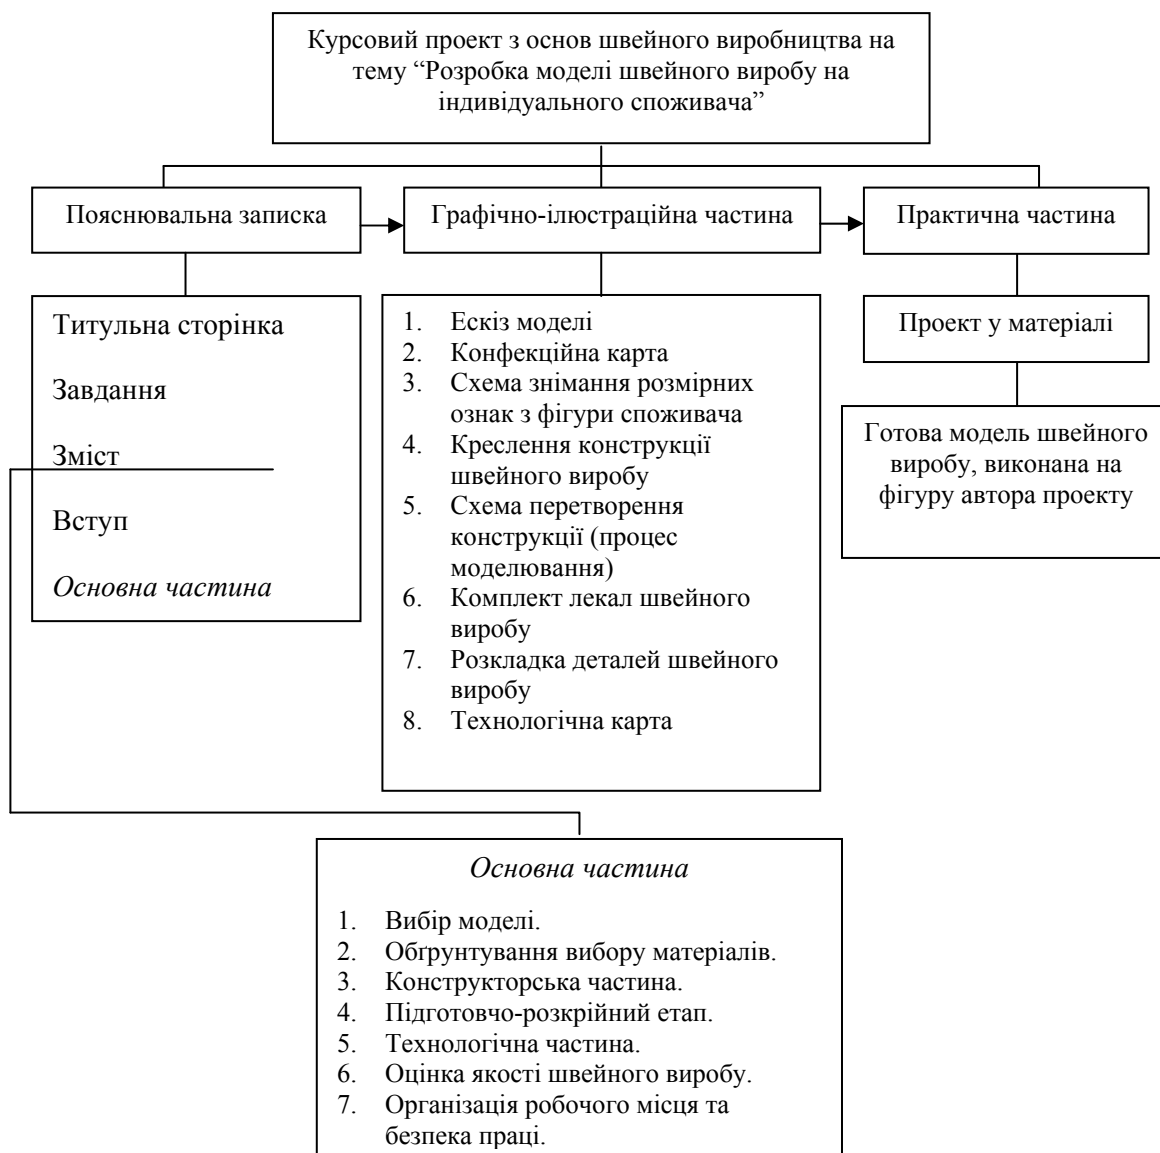 Курсовий проект з основ швейного виробництва на
тему “Розробка моделі швейного виробу на
індивідуального споживача”
Пояснювальна записка
Графічно-ілюстраційна частина
Практична частина
Титульна сторінка
Завдання
Зміст
Вступ
Основна частина
1. Ескіз моделі
2. Конфекційна карта
3. Схема знімання розмірних
ознак з фігури споживача
4. Креслення конструкції
швейного виробу
5. Схема перетворення
конструкції (процес
моделювання)
6. Комплект лекал швейного
виробу
7. Розкладка деталей швейного
виробу
8. Технологічна карта
Проект у матеріалі
Готова модель швейного
виробу, виконана на
фігуру автора проекту
Основна частина
1. Вибір моделі.
2. Обґрунтування вибору матеріалів.
3. Конструкторська частина.
4. Підготовчо-розкрійний етап.
5. Технологічна частина.
6. Оцінка якості швейного виробу.
7. Організація робочого місця та
безпека праці.